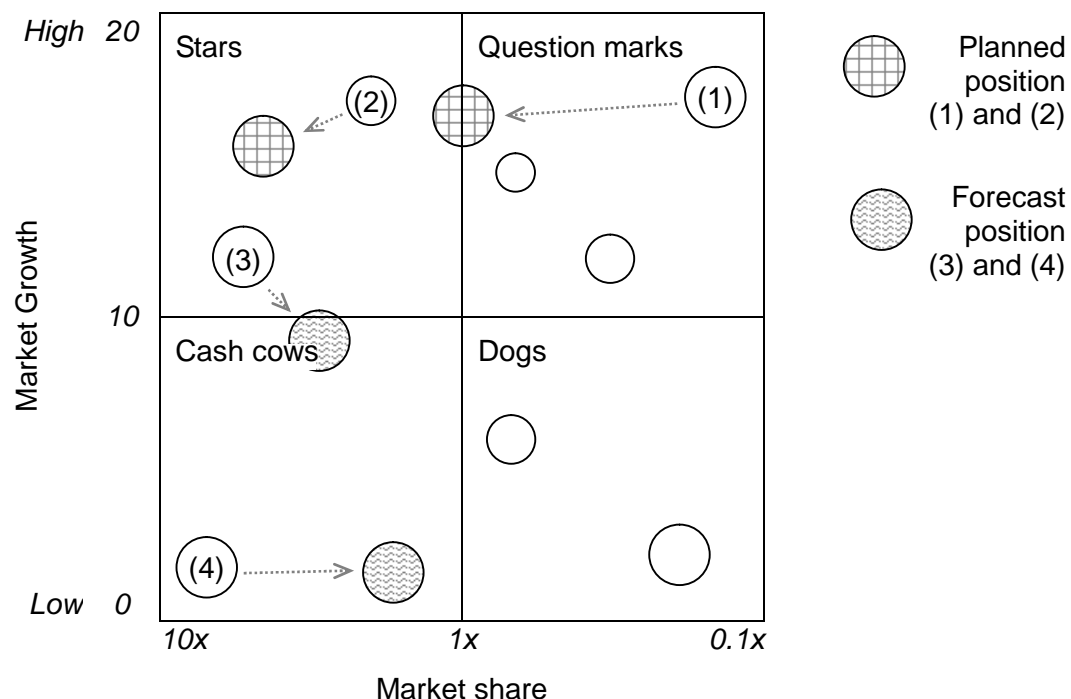 High 20
Stars
Question marks
(2)
(1)
Planned
position
(1) and (2)
Forecast
position
(3) and (4)
(3)
Market Growth
10
Cash cows
Dogs
(4)
Low 0
10x 1x 0.1x
Market share